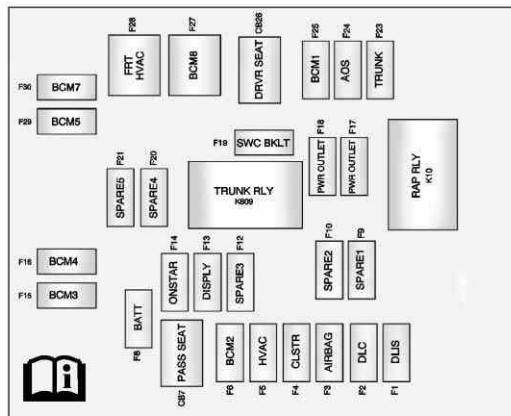 F28
F27
CB26
F25
F24
F23
FRT HVAC
BCM8
DRVR SEAT
BCM1
AOS
TRUNK
F30 BCM7
F29 BCM5
F19 SWC BKLT
F18
F17
PWR OUTLET
PWR OUTLET
RAP RLY
K10
F21
F20
SPARE5
SPARE4
TRUNK RLY
K609
F16 BCM4
F15 BCM3
F14
F13
F12
ONSTAR
DISPLY
SPARE3
F10
F9
SPARE2
SPARE1
BATT
F8
PASS SEAT
BCM2
HVAC
CLSTR
AIRBAG
DLC
DLIS
CB7
F6
F5
F4
F3
F2
F1
i